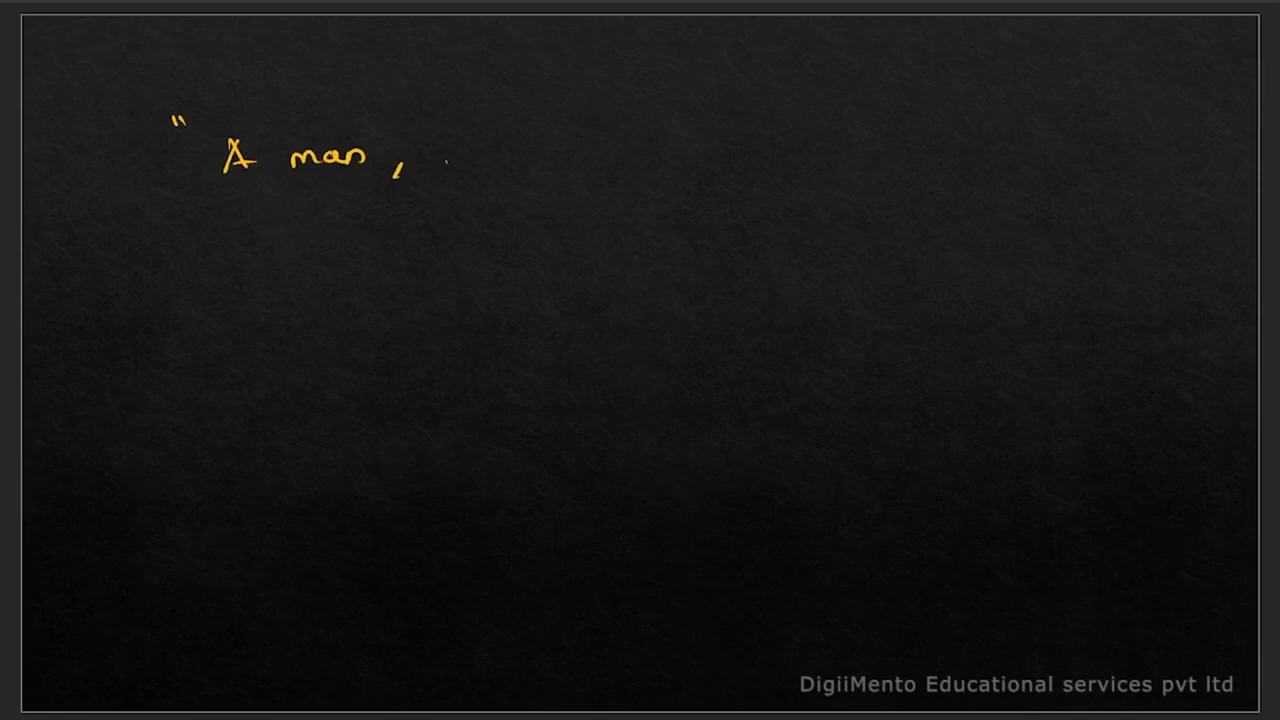 " A man ,
DigiiMento Educational services pvt ltd